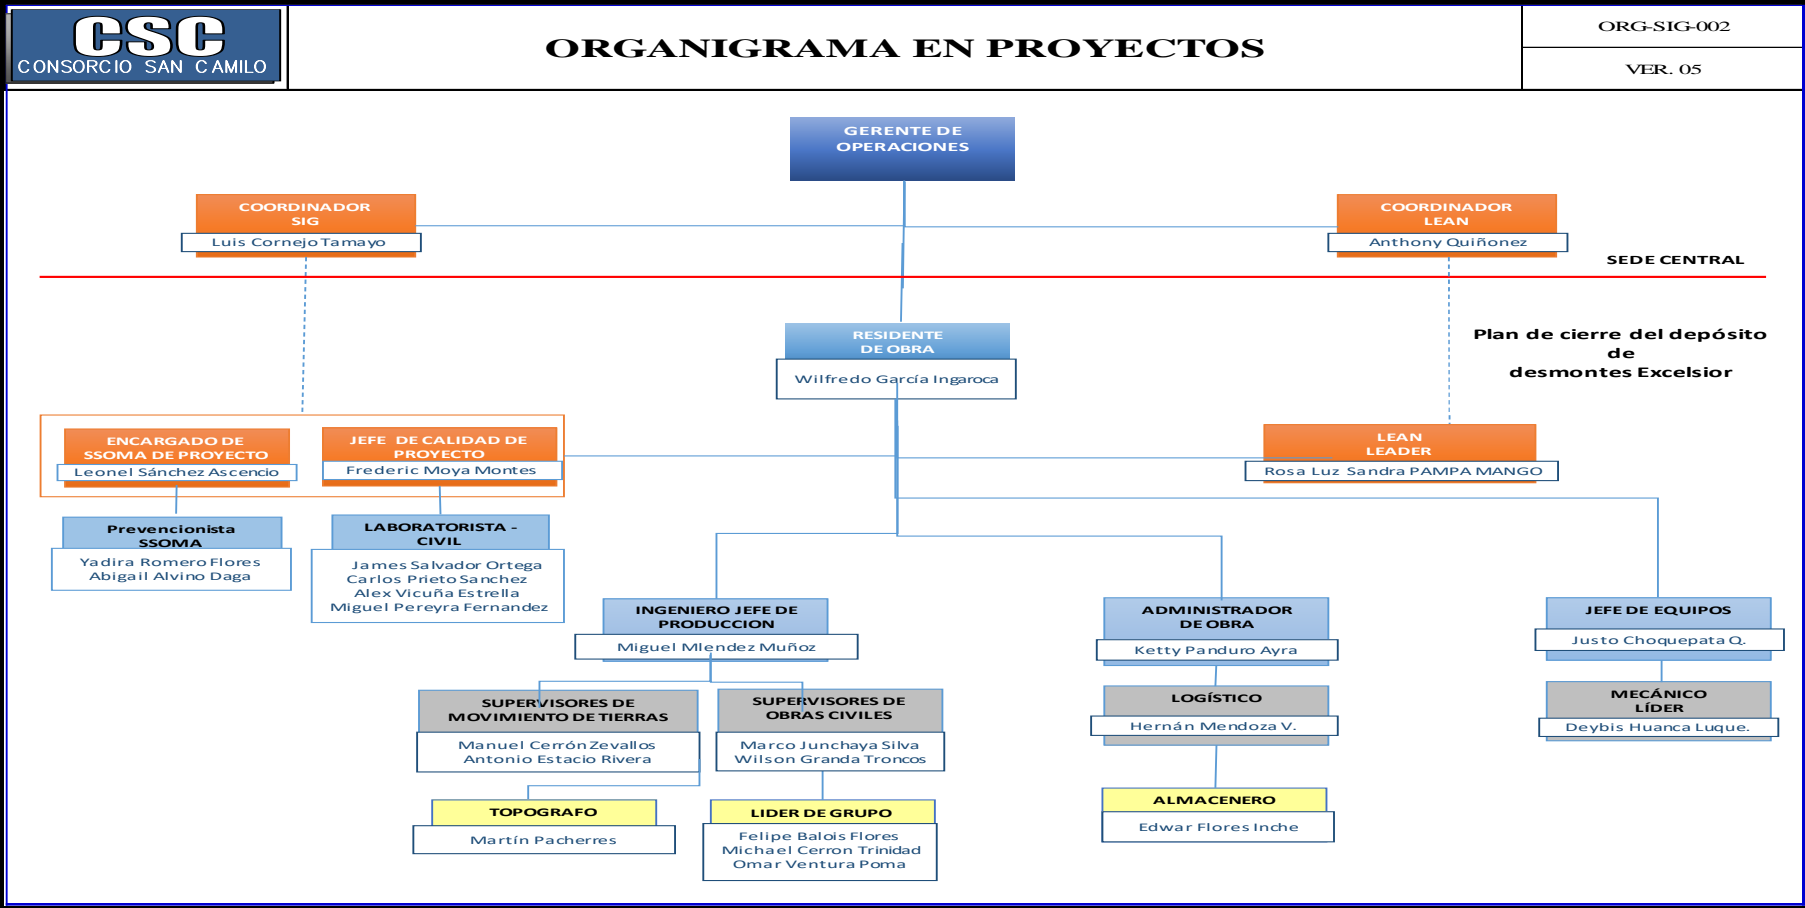 CSC
CONSORCIO SAN CAMILO
ORGANIGRAMA EN PROYECTOS
ORG-SIG-002
VER. 05
GERENTE DE
OPERACIONES
COORDINADOR
SIG
Luis Cornejo Tamayo
COORDINADOR
LEAN
Anthony Quiñonez
SEDE CENTRAL
RESIDENTE
DE OBRA
Wilfredo García Ingaroca
Plan de cierre del depósito
de
desmontes Excelsior
ENCARGADO DE
SSOMA DE PROYECTO
Leonel Sánchez Ascencio
JEFE DE CALIDAD DE
PROYECTO
Frederic Moya Montes
LEAN
LEADER
Rosa Luz Sandra PAMPA MANGO
Prevencionista
SSOMA
Yadira Romero Flores
Abigail Alvino Daga
LABORATORISTA -
CIVIL
James Salvador Ortega
Carlos Prieto Sanchez
Alex Vicuña Estrella
Miguel Pereyra Fernandez
INGENIERO JEFE DE
PRODUCCION
Miguel Mlendez Muñoz
ADMINISTRADOR
DE OBRA
Ketty Panduro Ayra
JEFE DE EQUIPOS
Justo Choquepata Q.
SUPERVISORES DE
MOVIMIENTO DE TIERRAS
Manuel Cerrón Zevallos
Antonio Estacio Rivera
SUPERVISORES DE
OBRAS CIVILES
Marco Junchaya Silva
Wilson Granda Troncos
LOGÍSTICO
Hernán Mendoza V.
MECÁNICO
LÍDER
Deybis Huanca Luque.
TOPOGRAFO
Martín Pacherres
LIDER DE GRUPO
Felipe Balois Flores
Michael Cerron Trinidad
Omar Ventura Poma
ALMACENERO
Edwar Flores Inche